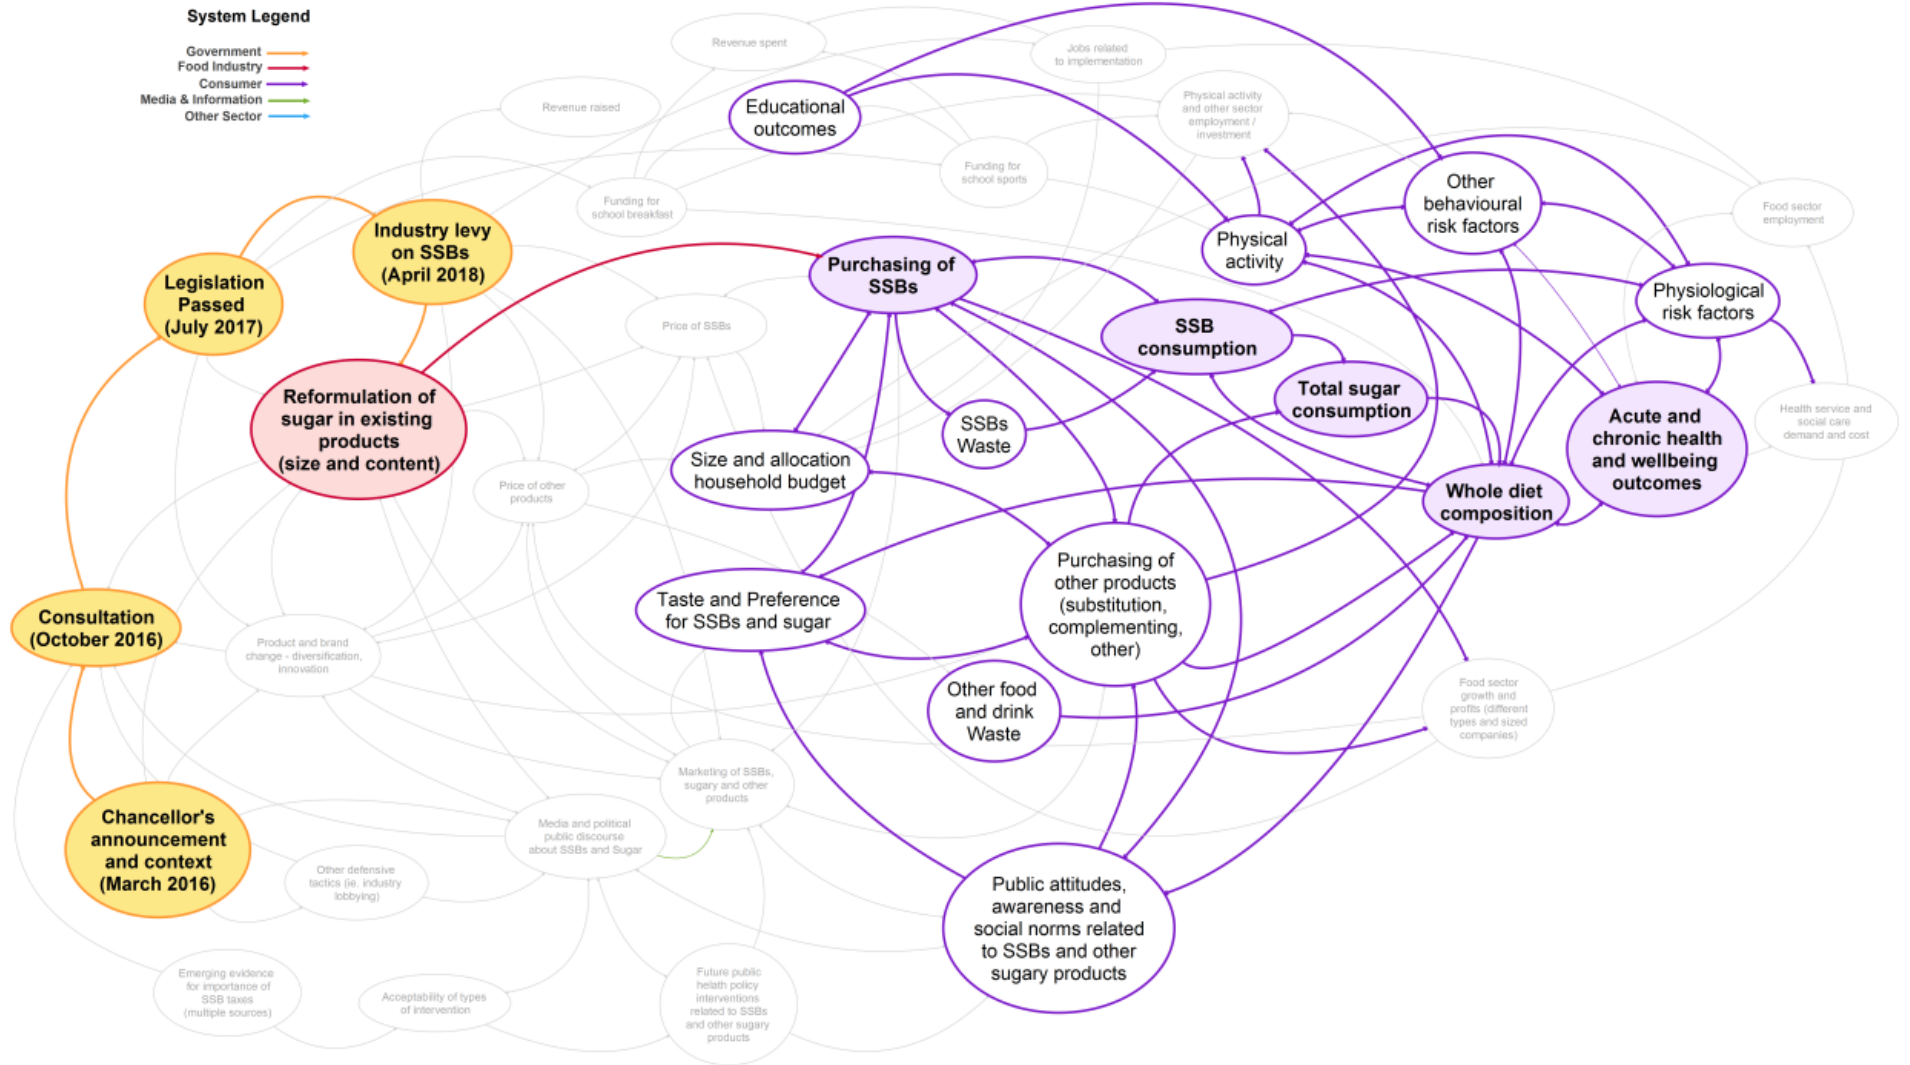 System Legend
Government
Food Industry
Consumer
Media & Information
Other Sector
Revenue spent
Jobs related
to implementation
Revenue raised
Educational
outcomes
Physical activity
and other sector
employment /
investment
Funding for
school sports
Funding for
school breakfast
Other
behavioural
risk factors
Food sector
employment
Industry levy
on SSBs
(April 2018)
Legislation
Passed
(July 2017)
Purchasing of
SSBs
Physical
activity
Physiological
risk factors
Price of SSBs
SSB
consumption
Total sugar
consumption
Reformulation of
sugar in existing
products
(size and content)
SSBs
Waste
Acute and
chronic health
and wellbeing
outcomes
Health service and
social care
demand and cost
Size and allocation
household budget
Price of other
products
Whole diet
composition
Purchasing of
other products
(substitution,
complementing,
other)
Taste and Preference
for SSBs and sugar
Consultation
(October 2016)
Product and brand
change - diversification,
innovation
Other food
and drink
Waste
Food sector
growth and
profits (different
types and sized
companies)
Marketing of SSBs,
sugary and other
products
Chancellor's
announcement
and context
(March 2016)
Media and political
public discourse
about SSBs and Sugar
Other defensive
tactics (ie. industry
lobbying)
Public attitudes,
awareness and
social norms related
to SSBs and other
sugary products
Emerging evidence
for importance of
SSB taxes
(multiple sources)
Acceptability of types
of intervention
Future public
helath policy
interventions
related to SSBs
and other sugary
products